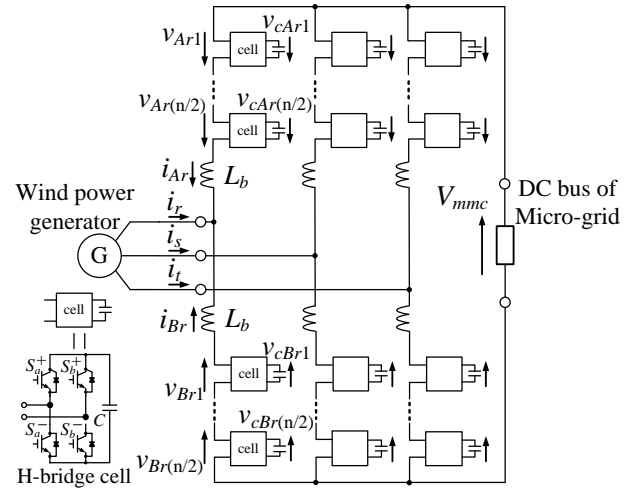 v_{Ar1} v_{cAr1}
cell
v_{Ar(n/2)} v_{cAr(n/2)}
cell
i_{Ar} L_b
Wind power
generator
G
i_r
i_s
i_t
DC bus of
Micro-grid
V_{mmc}
i_{Br} L_b
cell
v_{cBr1}
v_{Br1}
cell
v_{cBr(n/2)}
v_{Br(n/2)}
cell
S_a^+ S_b^+
C
S_a^- S_b^-
H-bridge cell